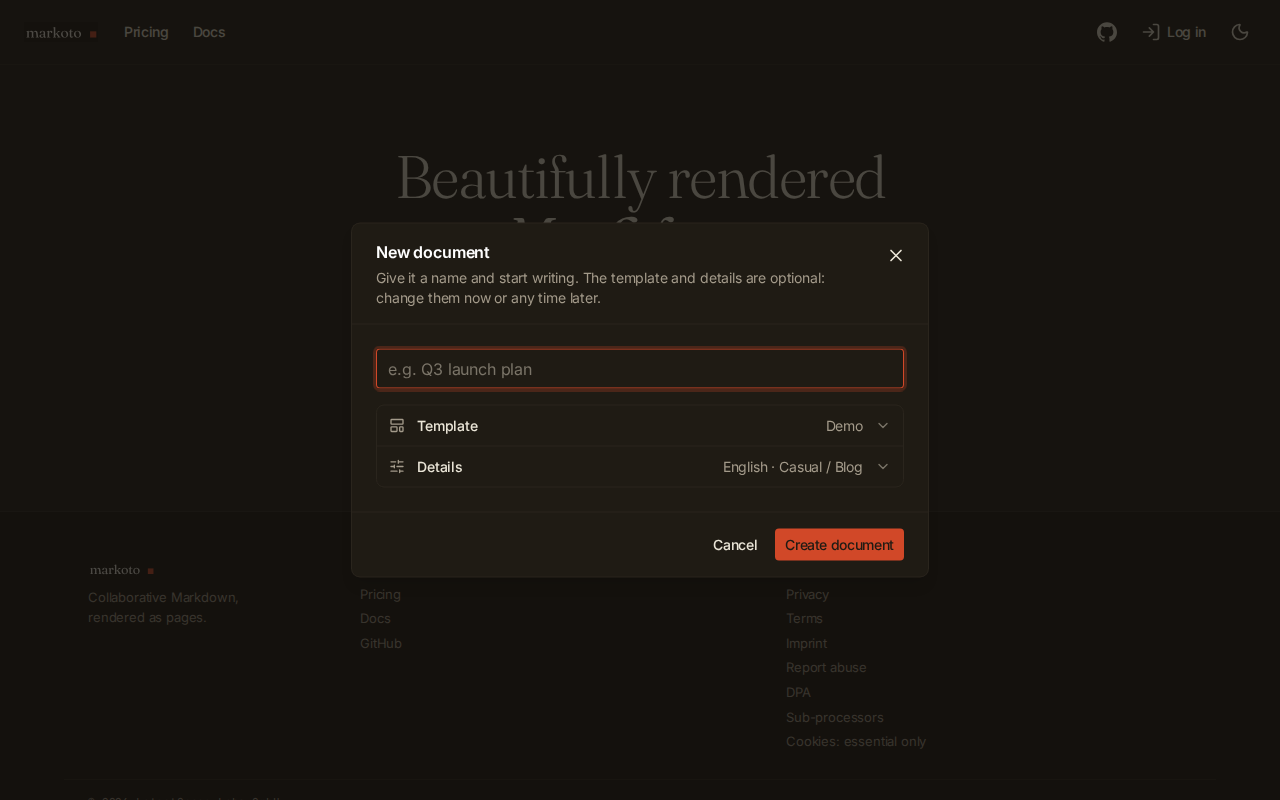 markoto
Pricing
Docs
Log in
Beautifully rendered
New document
Give it a name and start writing. The template and details are optional:
change them now or any time later.
e.g. Q3 launch plan
Template
Demo
Details
English · Casual / Blog
Cancel
Create document
markoto
Collaborative Markdown,
rendered as pages.
Pricing
Docs
GitHub
Privacy
Terms
Imprint
Report abuse
DPA
Sub-processors
Cookies: essential only